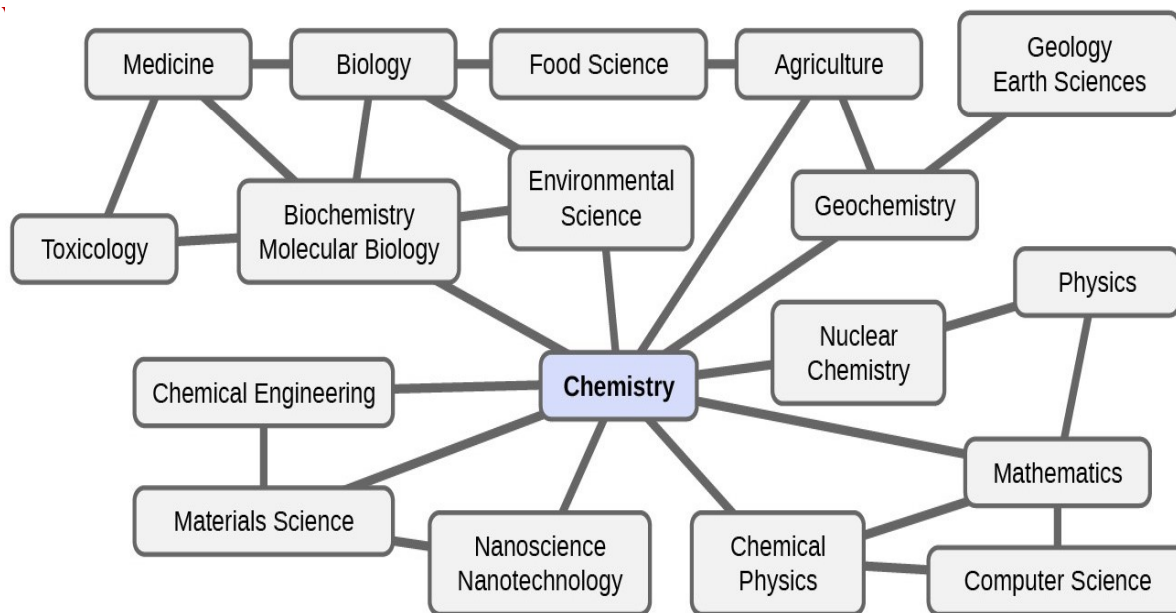 Medicine
Biology
Food Science
Agriculture
Geology
Earth Sciences
Environmental
Science
Geochemistry
Biochemistry
Molecular Biology
Toxicology
Physics
Nuclear
Chemistry
Chemistry
Chemical Engineering
Mathematics
Materials Science
Nanoscience
Nanotechnology
Chemical
Physics
Computer Science